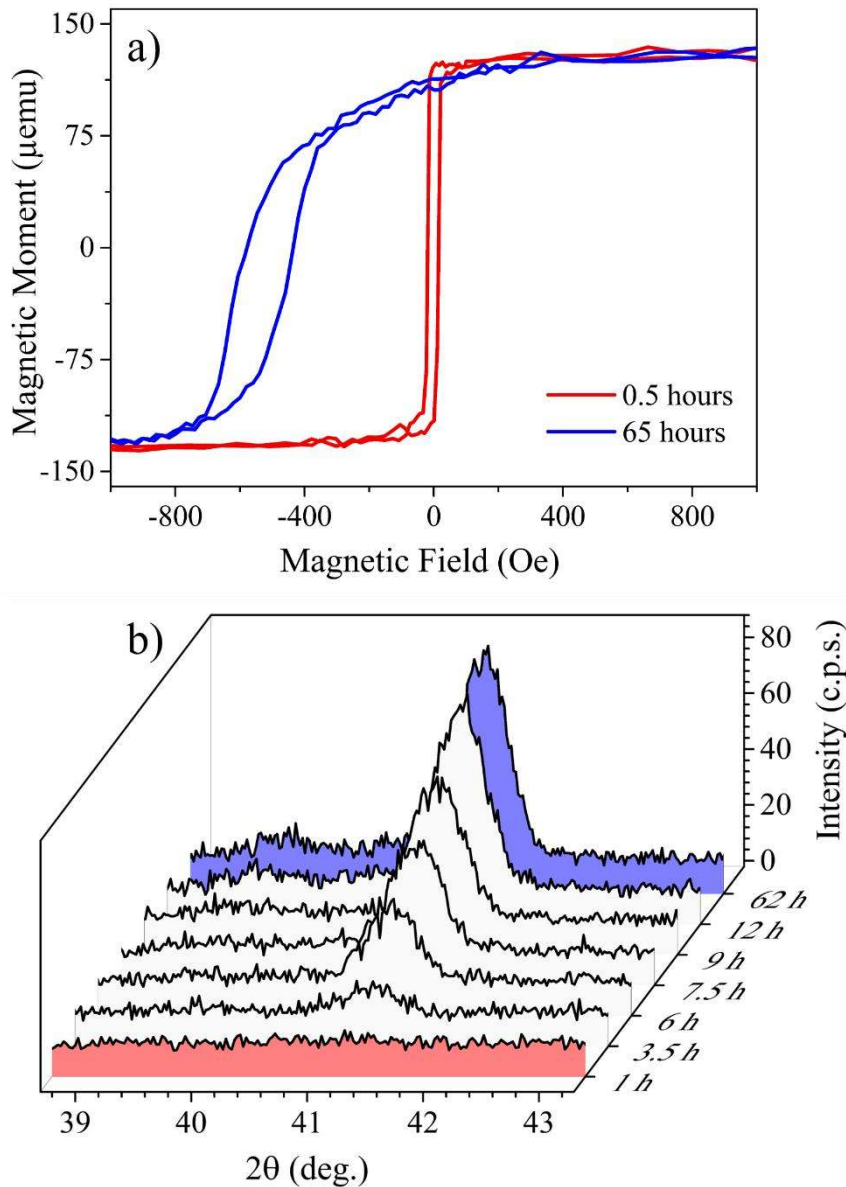 a)
150
75
0
-75
-150
Magnetic Moment (µemu)
0.5 hours
65 hours
-800
-400
0
400
800
Magnetic Field (Oe)
b)
80
60
40
20
0
Intensity (c.p.s.)
62 h
12 h
9 h
7.5 h
6 h
3.5 h
1 h
39
40
41
42
43
2θ (deg.)